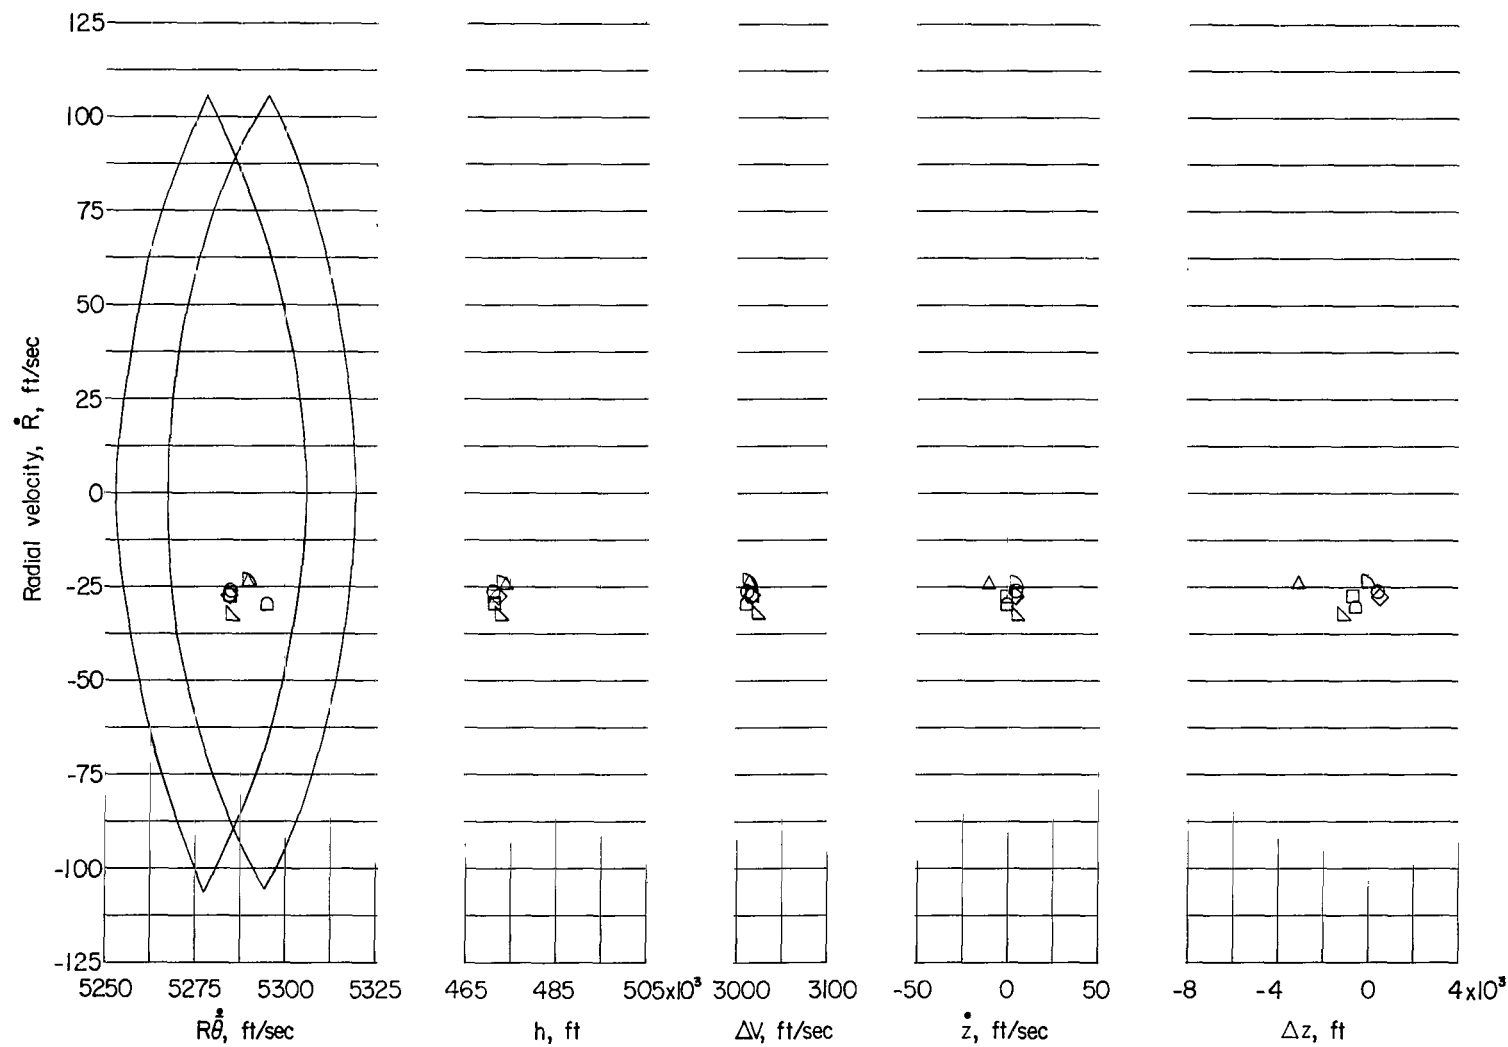 125
100
75
50
25
0
-25
-50
-75
-100
-125
Radial velocity, Ṙ, ft/sec
5250 5275 5300 5325
Rθ̇, ft/sec
465 485 505x10³
h, ft
3000 3100
ΔV, ft/sec
-50 0 50
ż, ft/sec
-8 -4 0 4x10³
Δz, ft